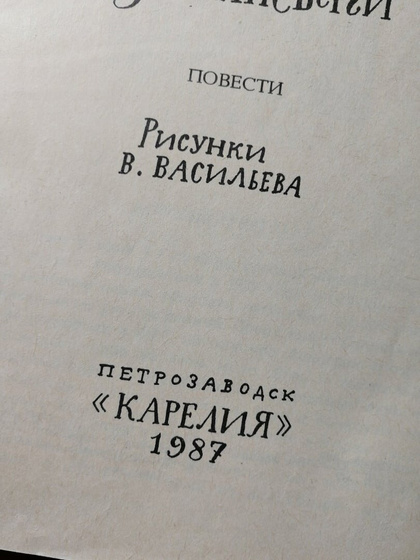 ПОВЕСТИ
Рисунки
В. ВАСИЛЬЕВА
ПЕТРОЗАВОДСК
«КАРЕЛИЯ»
1987